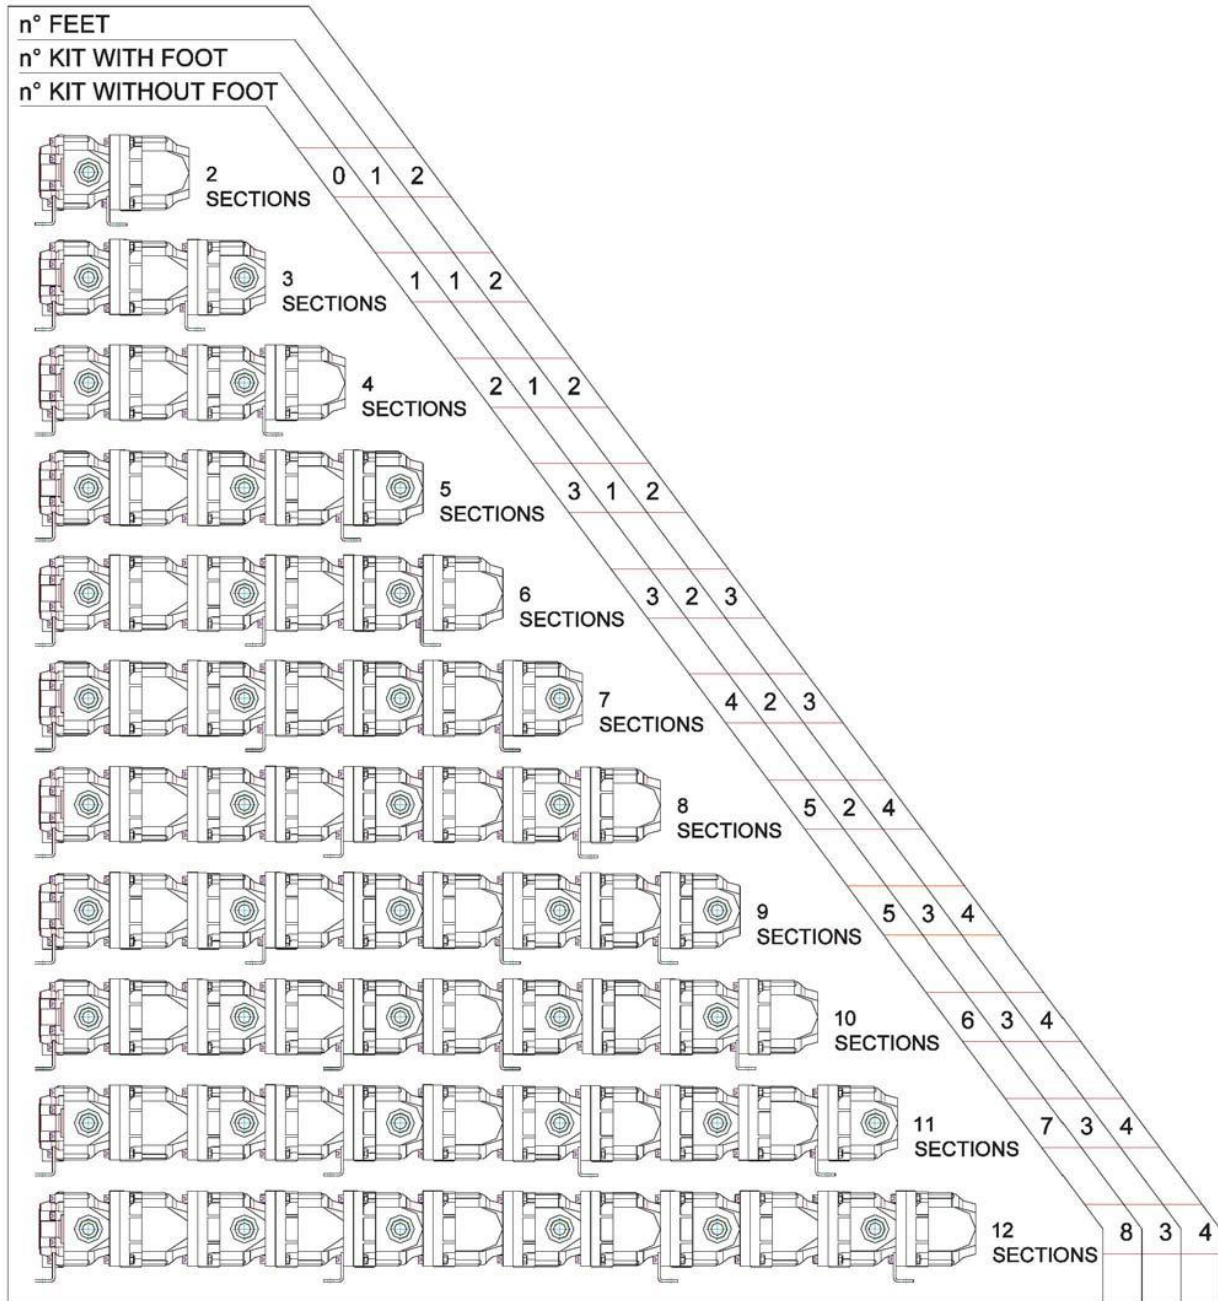 n° FEET
n° KIT WITH FOOT
n° KIT WITHOUT FOOT
2
SECTIONS
0 1 2
3
SECTIONS
1 1 2
4
SECTIONS
2 1 2
5
SECTIONS
3 1 2
6
SECTIONS
3 2 3
7
SECTIONS
4 2 3
8
SECTIONS
5 2 4
9
SECTIONS
5 3 4
10
SECTIONS
6 3 4
11
SECTIONS
7 3 4
12
SECTIONS
8 3 4